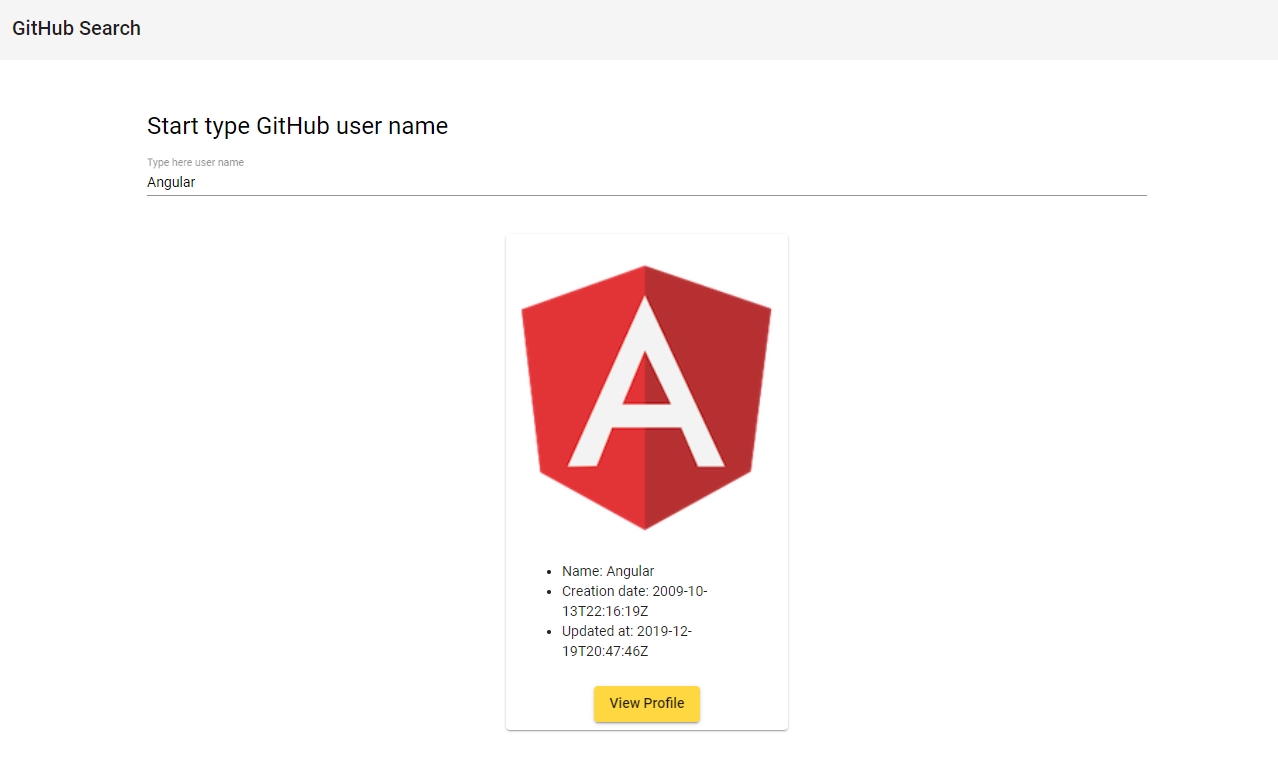 GitHub Search
Start type GitHub user name
Type here user name
Angular
A
Name: Angular
Creation date: 2009-10-
13T22:16:19Z
Updated at: 2019-12-
19T20:47:46Z
View Profile